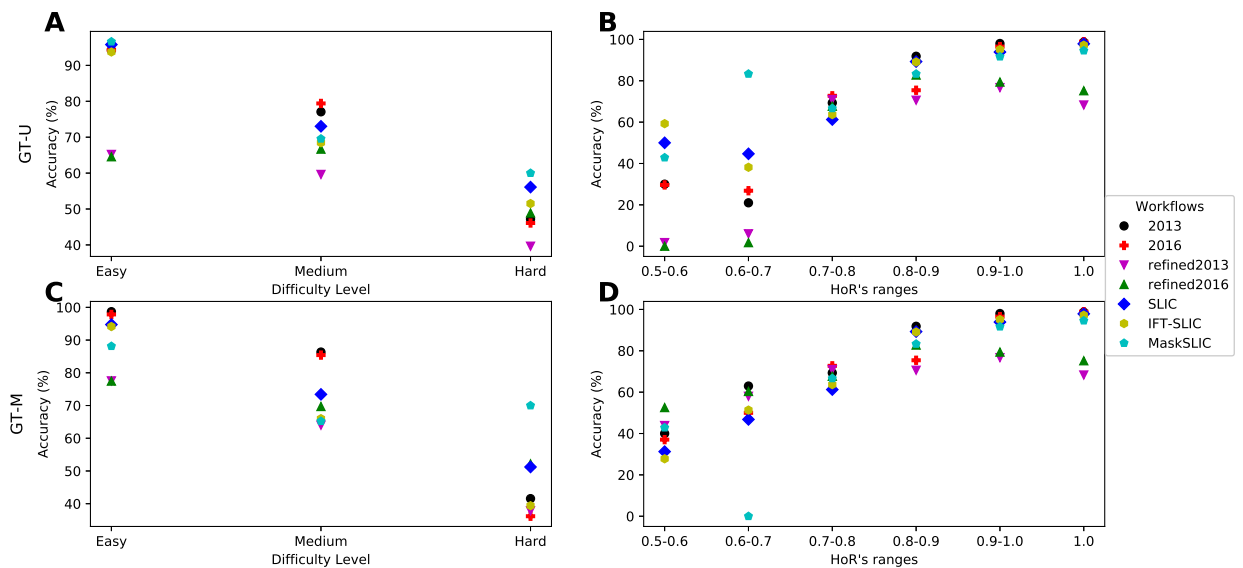 A
GT-U
Accuracy (%)
90
80
70
60
50
40
Easy
Medium
Hard
Difficulty Level
B
Accuracy (%)
100
80
60
40
20
0
0.5-0.6
0.6-0.7
0.7-0.8
0.8-0.9
0.9-1.0
1.0
HoR's ranges
Workflows
2013
2016
refined2013
refined2016
SLIC
IFT-SLIC
MaskSLIC
C
GT-M
Accuracy (%)
100
90
80
70
60
50
40
Easy
Medium
Hard
Difficulty Level
D
Accuracy (%)
100
80
60
40
20
0
0.5-0.6
0.6-0.7
0.7-0.8
0.8-0.9
0.9-1.0
1.0
HoR's ranges